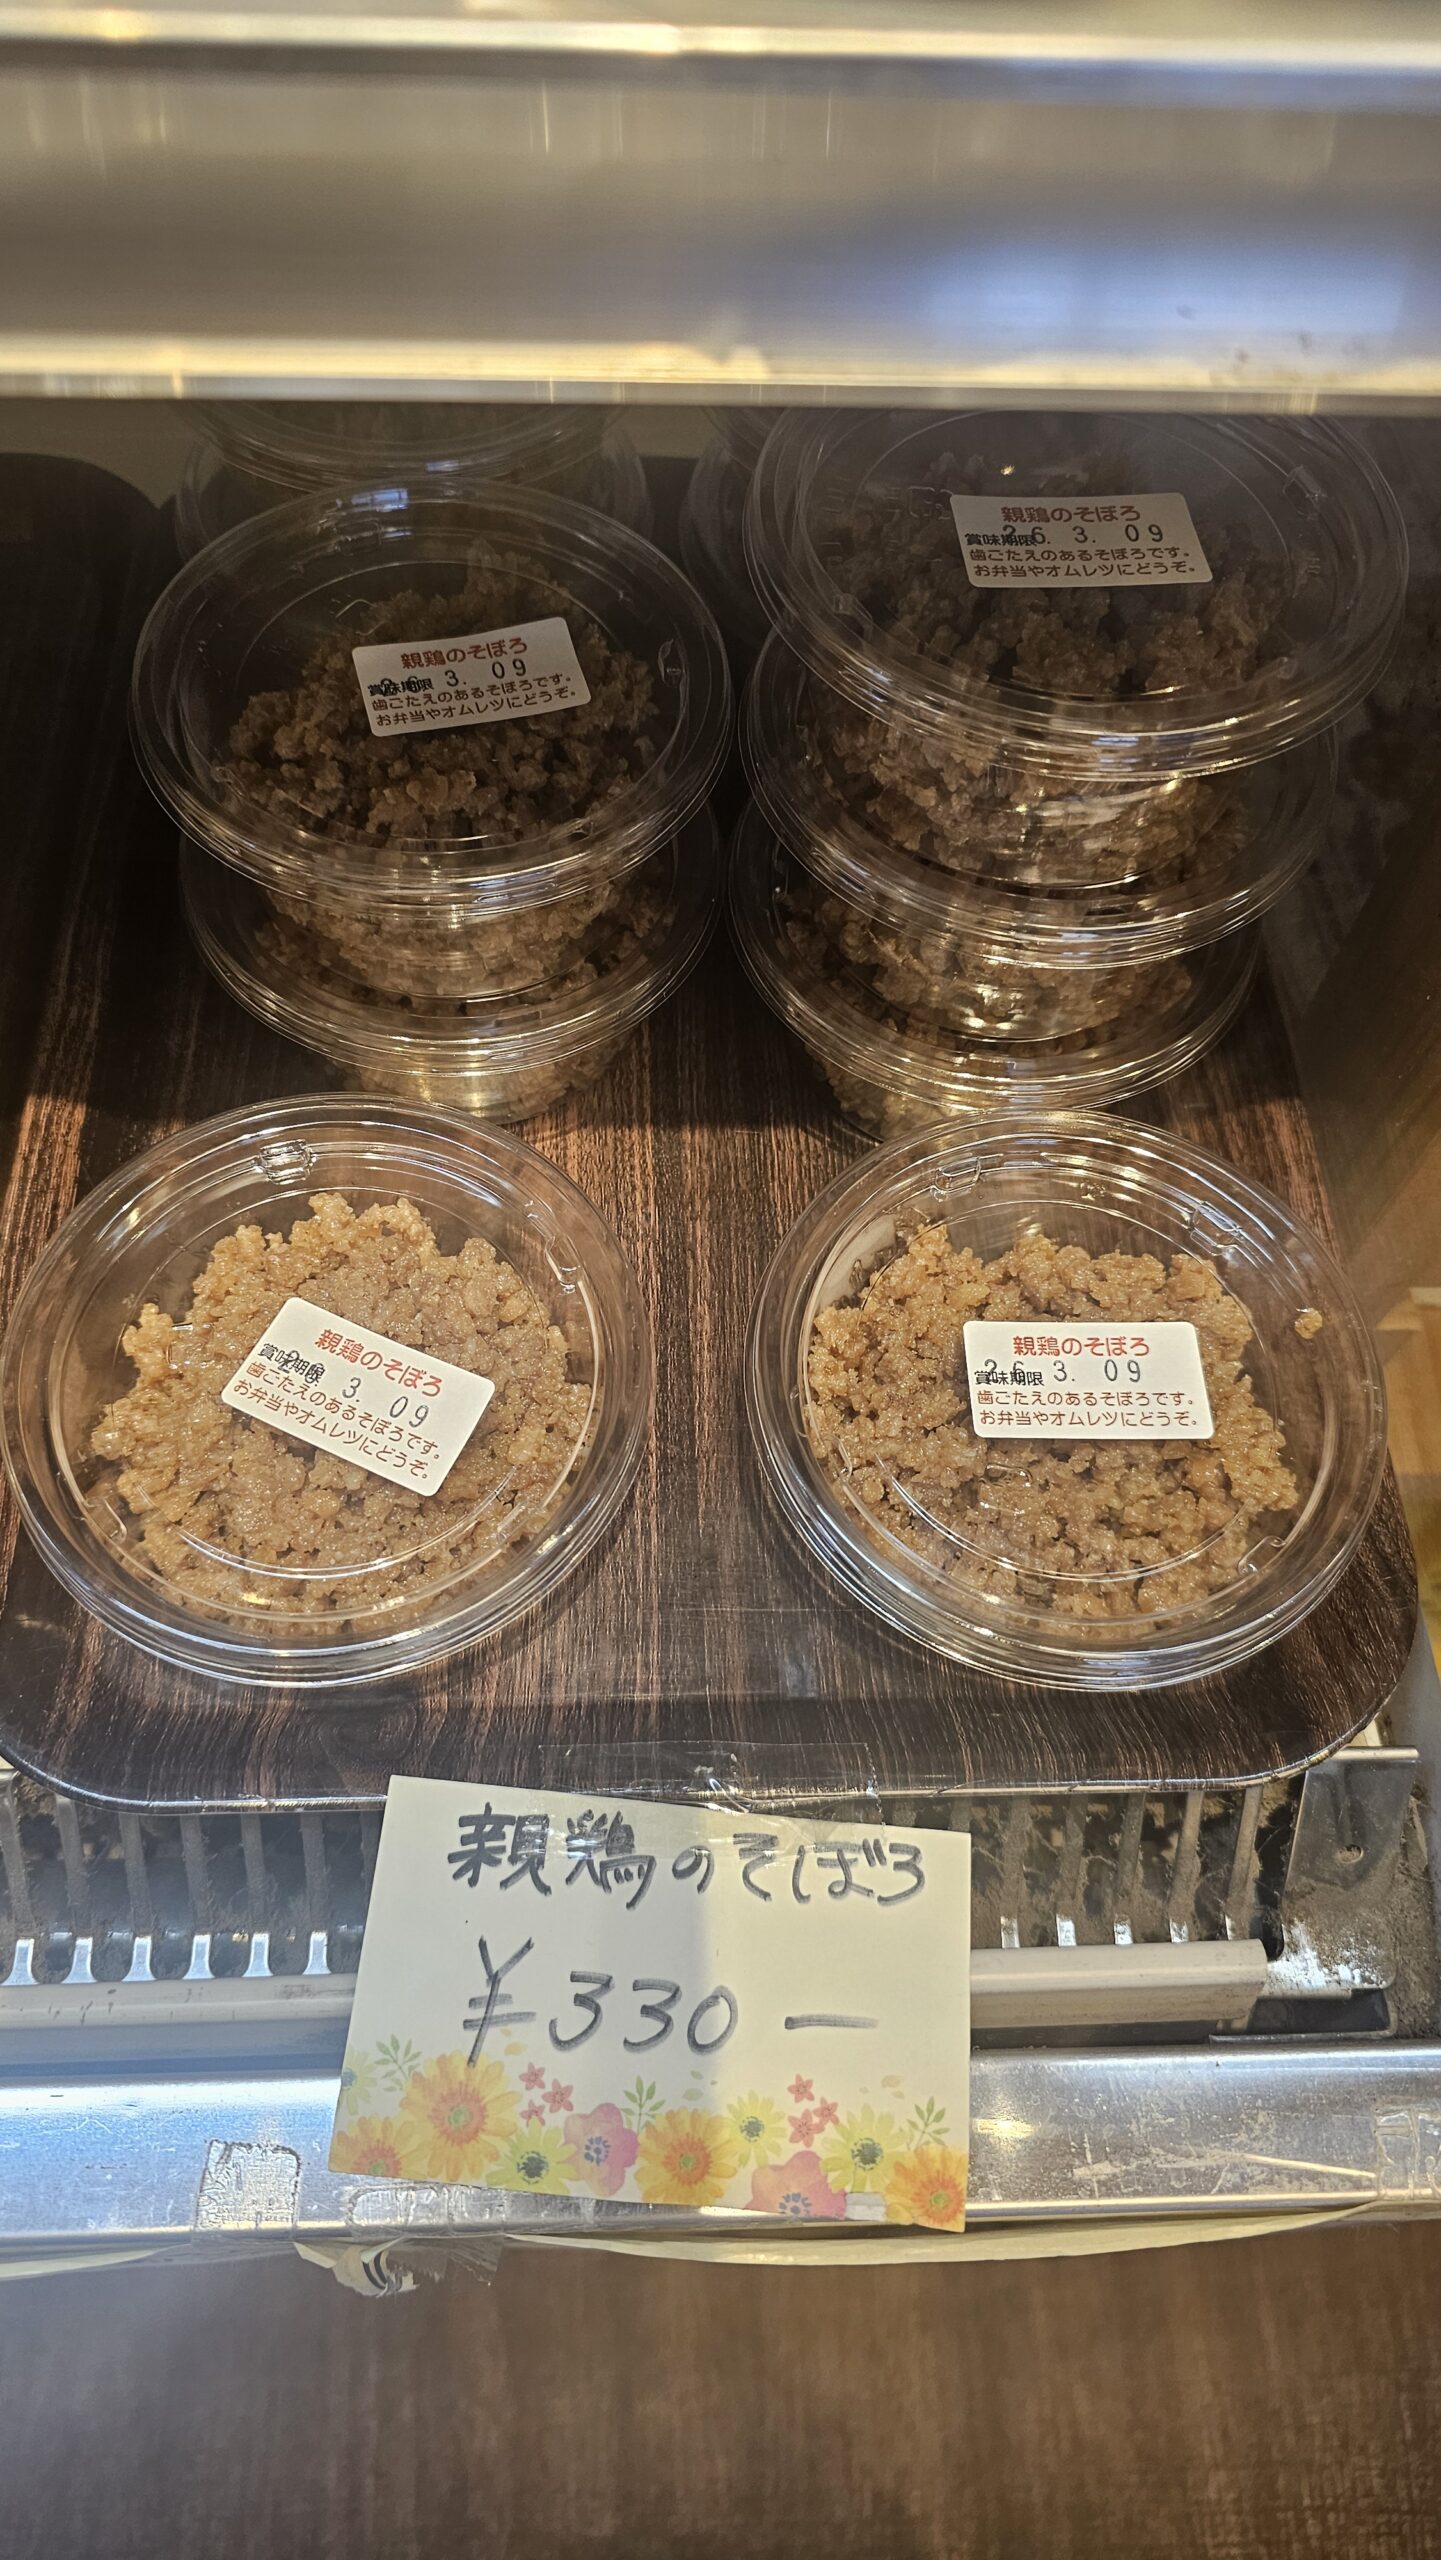 親鶏のそぼろ
賞味期限 26. 3. 09
歯ごたえのあるそぼろです。
お弁当やオムレツにどうぞ。
親鶏のそぼろ
賞味期限 26. 3. 09
歯ごたえのあるそぼろです。
お弁当やオムレツにどうぞ。
親鶏のそぼろ
賞味期限 26. 3. 09
歯ごたえのあるそぼろです。
お弁当やオムレツにどうぞ。
親鶏のそぼろ
賞味期限 26. 3. 09
歯ごたえのあるそぼろです。
お弁当やオムレツにどうぞ。
親鶏のそぼろ
¥330ー